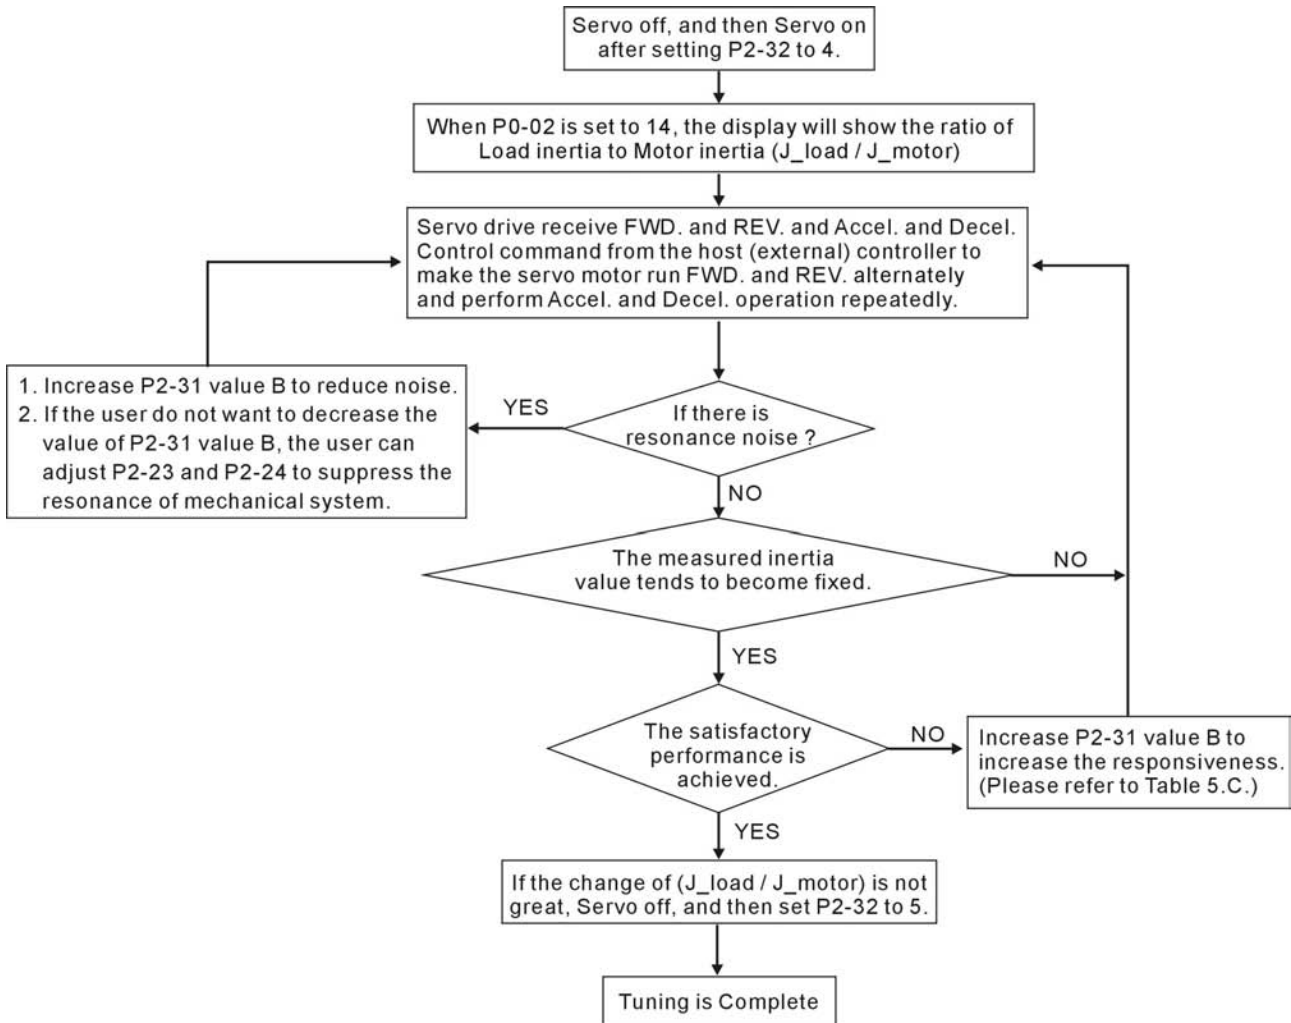 Servo off, and then Servo on
after setting P2-32 to 4.
When P0-02 is set to 14, the display will show the ratio of
Load inertia to Motor inertia (J_load / J_motor)
Servo drive receive FWD. and REV. and Accel. and Decel.
Control command from the host (external) controller to
make the servo motor run FWD. and REV. alternately
and perform Accel. and Decel. operation repeatedly.
1. Increase P2-31 value B to reduce noise.
2. If the user do not want to decrease the
value of P2-31 value B, the user can
adjust P2-23 and P2-24 to suppress the
resonance of mechanical system.
YES
If there is
resonance noise ?
NO
The measured inertia
value tends to become fixed.
NO
YES
The satisfactory
performance is
achieved.
NO
Increase P2-31 value B to
increase the responsiveness.
(Please refer to Table 5.C.)
YES
If the change of (J_load / J_motor) is not
great, Servo off, and then set P2-32 to 5.
Tuning is Complete